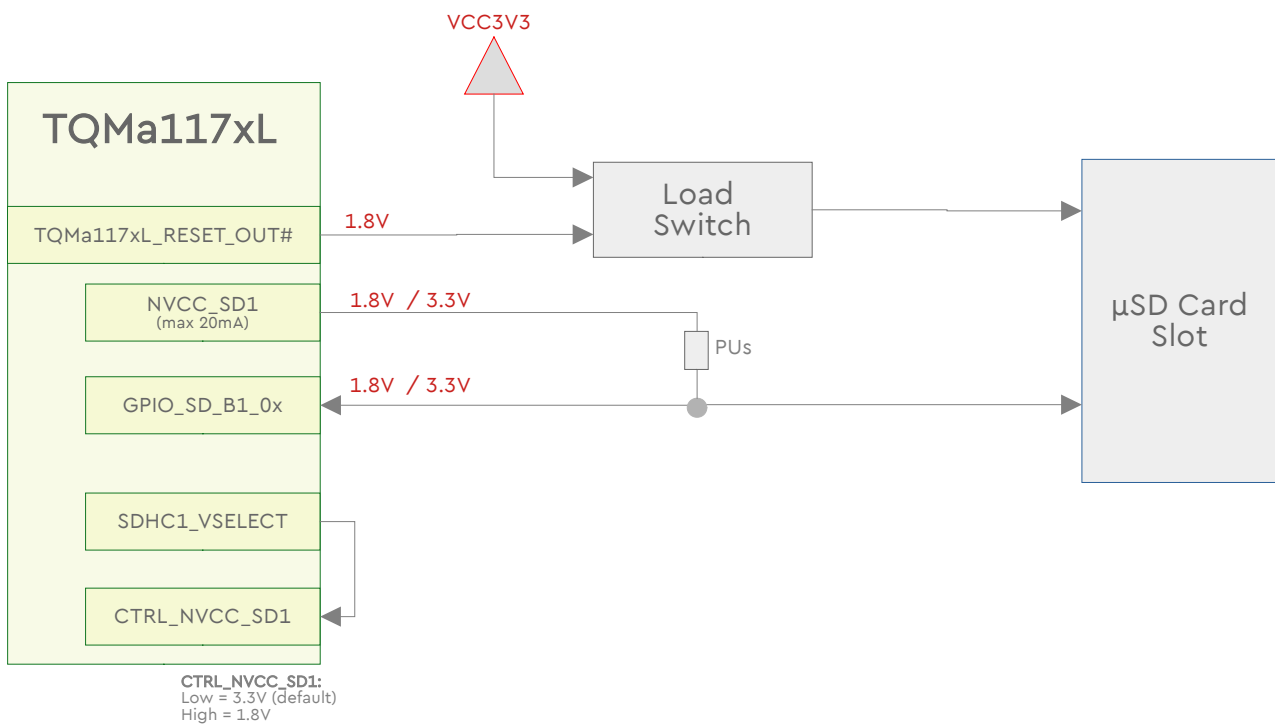 VCC3V3
TQMa117xL
Load
Switch
TQMa117xL_RESET_OUT#
1.8V
NVCC_SD1
(max 20mA)
1.8V / 3.3V
PUs
µSD Card
Slot
GPIO_SD_B1_0x
1.8V / 3.3V
SDHC1_VSELECT
CTRL_NVCC_SD1
CTRL_NVCC_SD1:
Low = 3.3V (default)
High = 1.8V